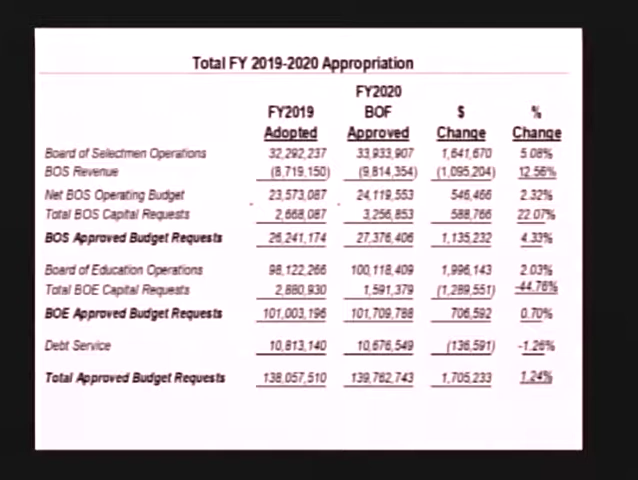 Total FY 2019-2020 Appropriation
FY2020
FY2019 BOF $ %
Adopted Approved Change Change
Board of Selectmen Operations 32,292,237 33,933,907 1,641,670 5.08%
BOS Revenue (8,719,150) (9,814,354) (1,095,204) 12.56%
Net BOS Operating Budget 23,573,087 24,119,553 546,466 2.32%
Total BOS Capital Requests 2,668,087 3,256,853 588,766 22.07%
BOS Approved Budget Requests 26,241,174 27,376,406 1,135,232 4.33%
Board of Education Operations 98,122,266 100,118,409 1,996,143 2.03%
Total BOE Capital Requests 2,880,930 1,591,379 (1,289,551) -44.76%
BOE Approved Budget Requests 101,003,196 101,709,788 706,592 0.70%
Debt Service 10,813,140 10,676,549 (136,591) -1.26%
Total Approved Budget Requests 138,057,510 139,762,743 1,705,233 1.24%